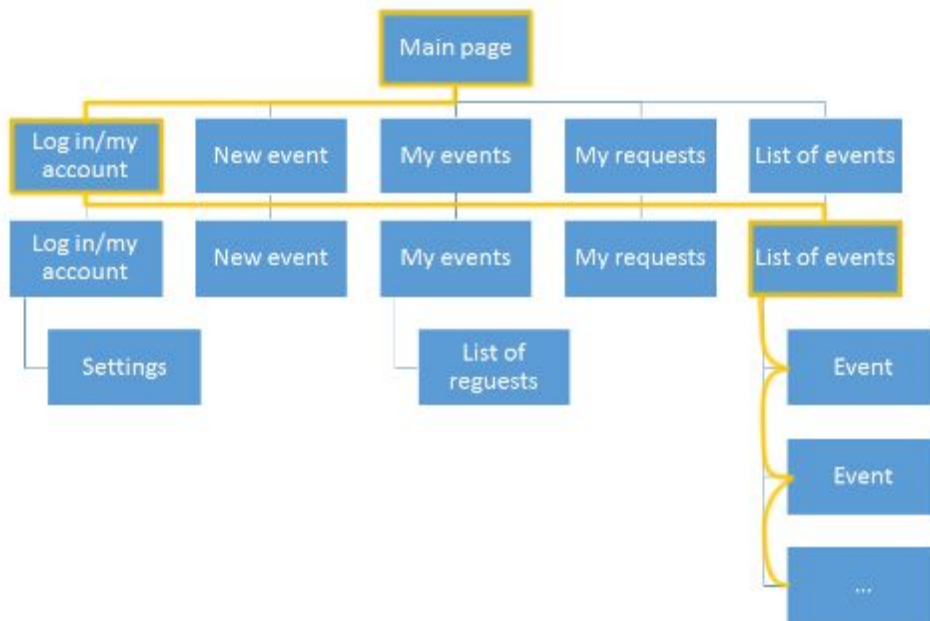 Main page
Log in/my
account
New event
My events
My requests
List of events
Log in/my
account
New event
My events
My requests
List of events
Settings
List of
reguests
Event
Event
...